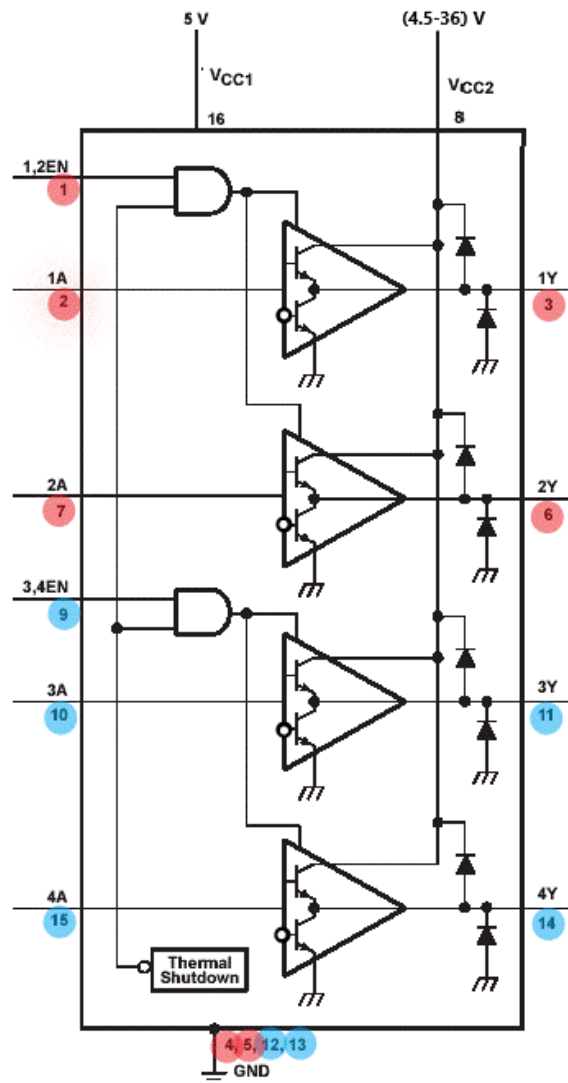 5 V (4.5-36) V
VCC1 VCC2
16 8
1,2EN
1
1A 1Y
2 3
2A 2Y
7 6
3,4EN
9
3A 3Y
10 11
4A 4Y
15 14
Thermal
Shutdown
4, 5, 12, 13
GND